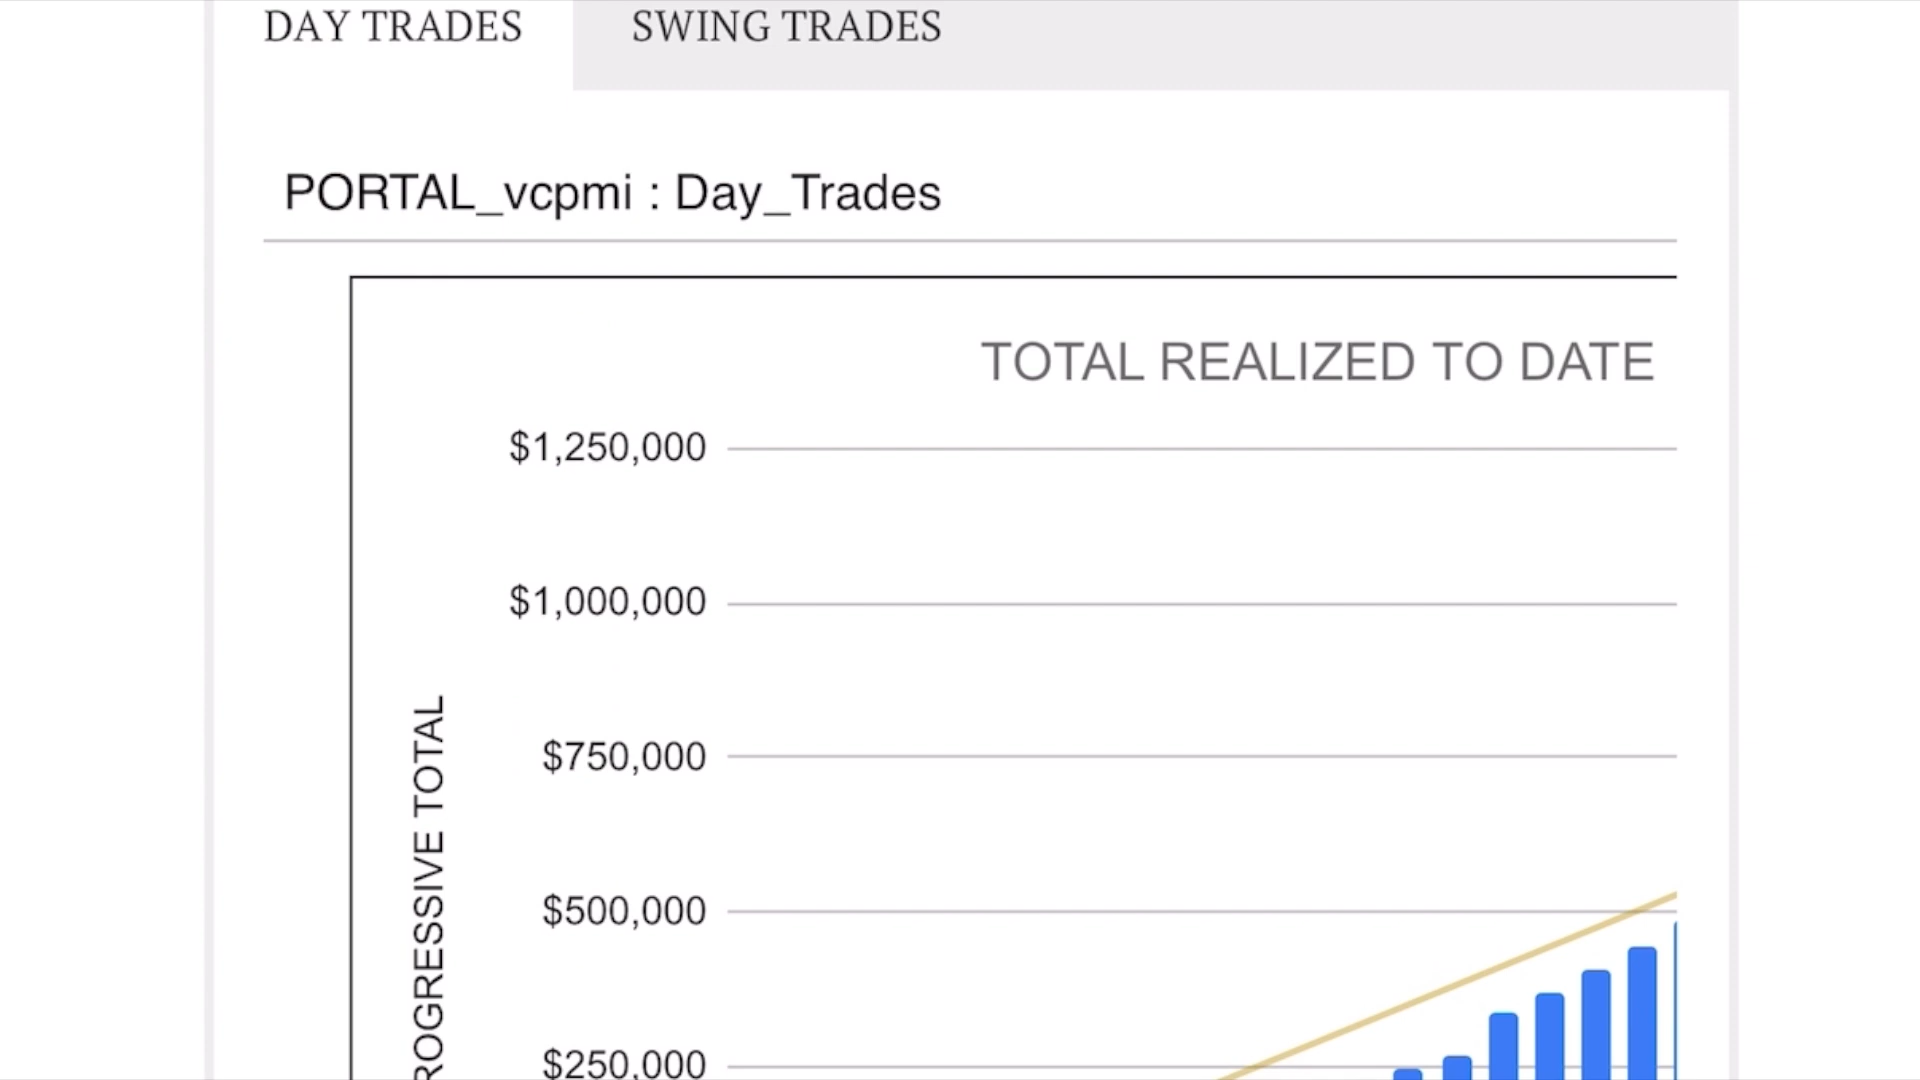 DAY TRADES
SWING TRADES
PORTAL_vcpmi : Day_Trades
TOTAL REALIZED TO DATE
$1,250,000
$1,000,000
$750,000
$500,000
$250,000
ROGRESSIVE TOTAL